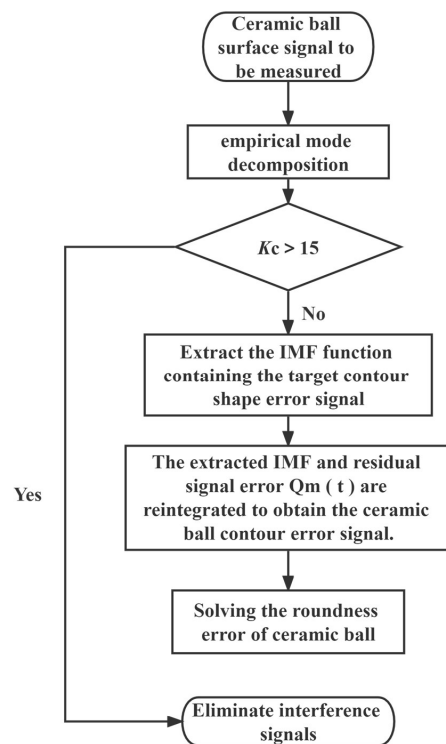 Ceramic ball
surface signal to
be measured
empirical mode
decomposition
Kc > 15
No
Extract the IMF function
containing the target contour
shape error signal
The extracted IMF and residual
signal error Qm ( t ) are
reintegrated to obtain the ceramic
ball contour error signal.
Yes
Solving the roundness
error of ceramic ball
Eliminate interference
signals